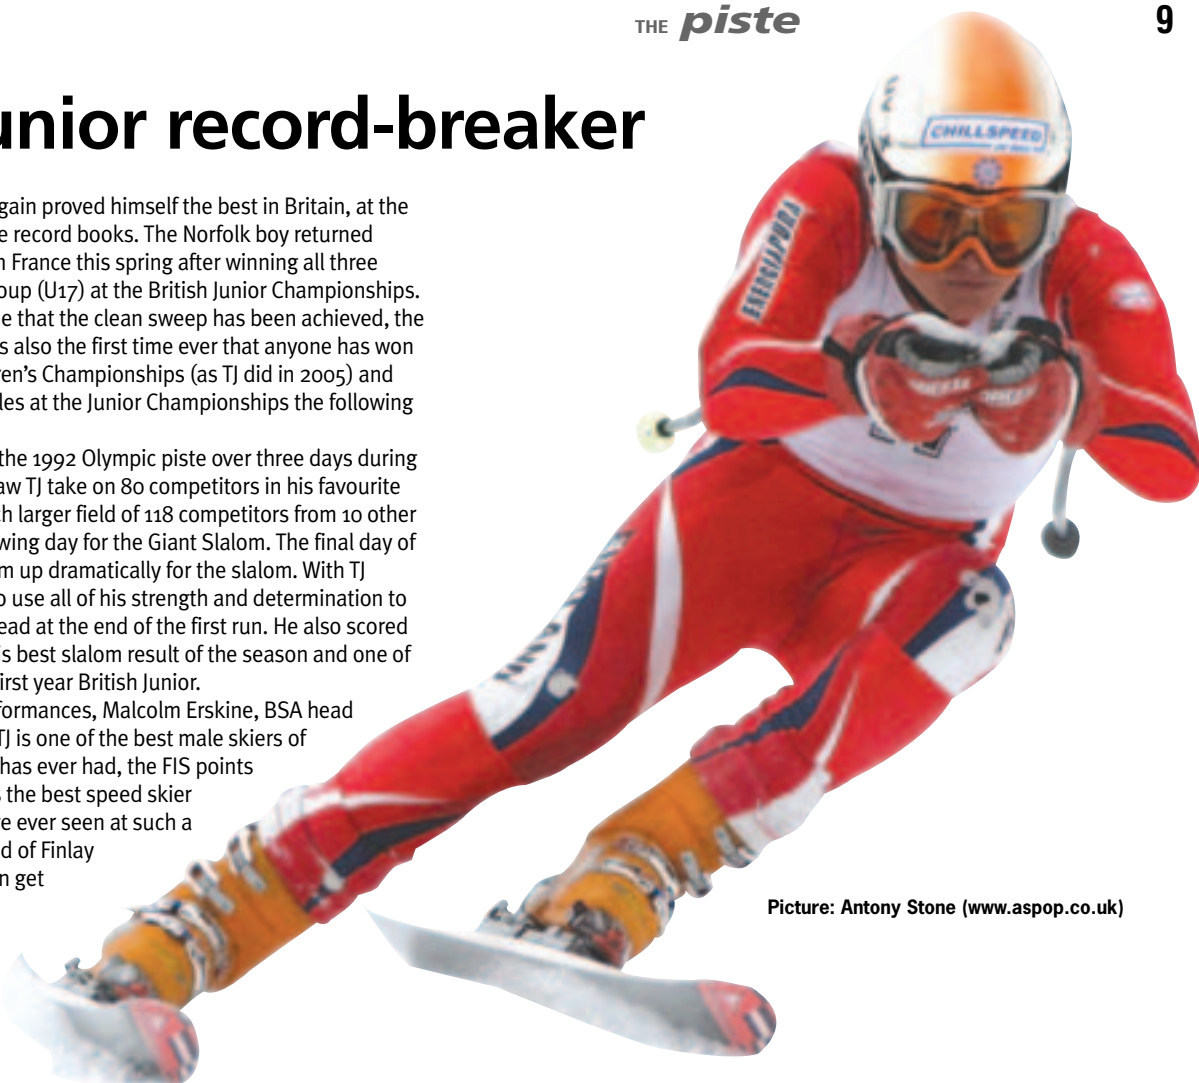 THE piste
9
unior record-breaker
gain proved himself the best in Britain, at the
e record books. The Norfolk boy returned
n France this spring after winning all three
oup (U17) at the British Junior Championships.
e that the clean sweep has been achieved, the
s also the first time ever that anyone has won
ren's Championships (as TJ did in 2005) and
les at the Junior Championships the following
the 1992 Olympic piste over three days during
aw TJ take on 80 competitors in his favourite
ch larger field of 118 competitors from 10 other
wing day for the Giant Slalom. The final day of
m up dramatically for the slalom. With TJ
o use all of his strength and determination to
ead at the end of the first run. He also scored
is best slalom result of the season and one of
irst year British Junior.
formances, Malcolm Erskine, BSA head
TJ is one of the best male skiers of
has ever had, the FIS points
s the best speed skier
e ever seen at such a
d of Finlay
n get
CHILLSPEED
ENERGIAPURA
Picture: Antony Stone (www.aspop.co.uk)